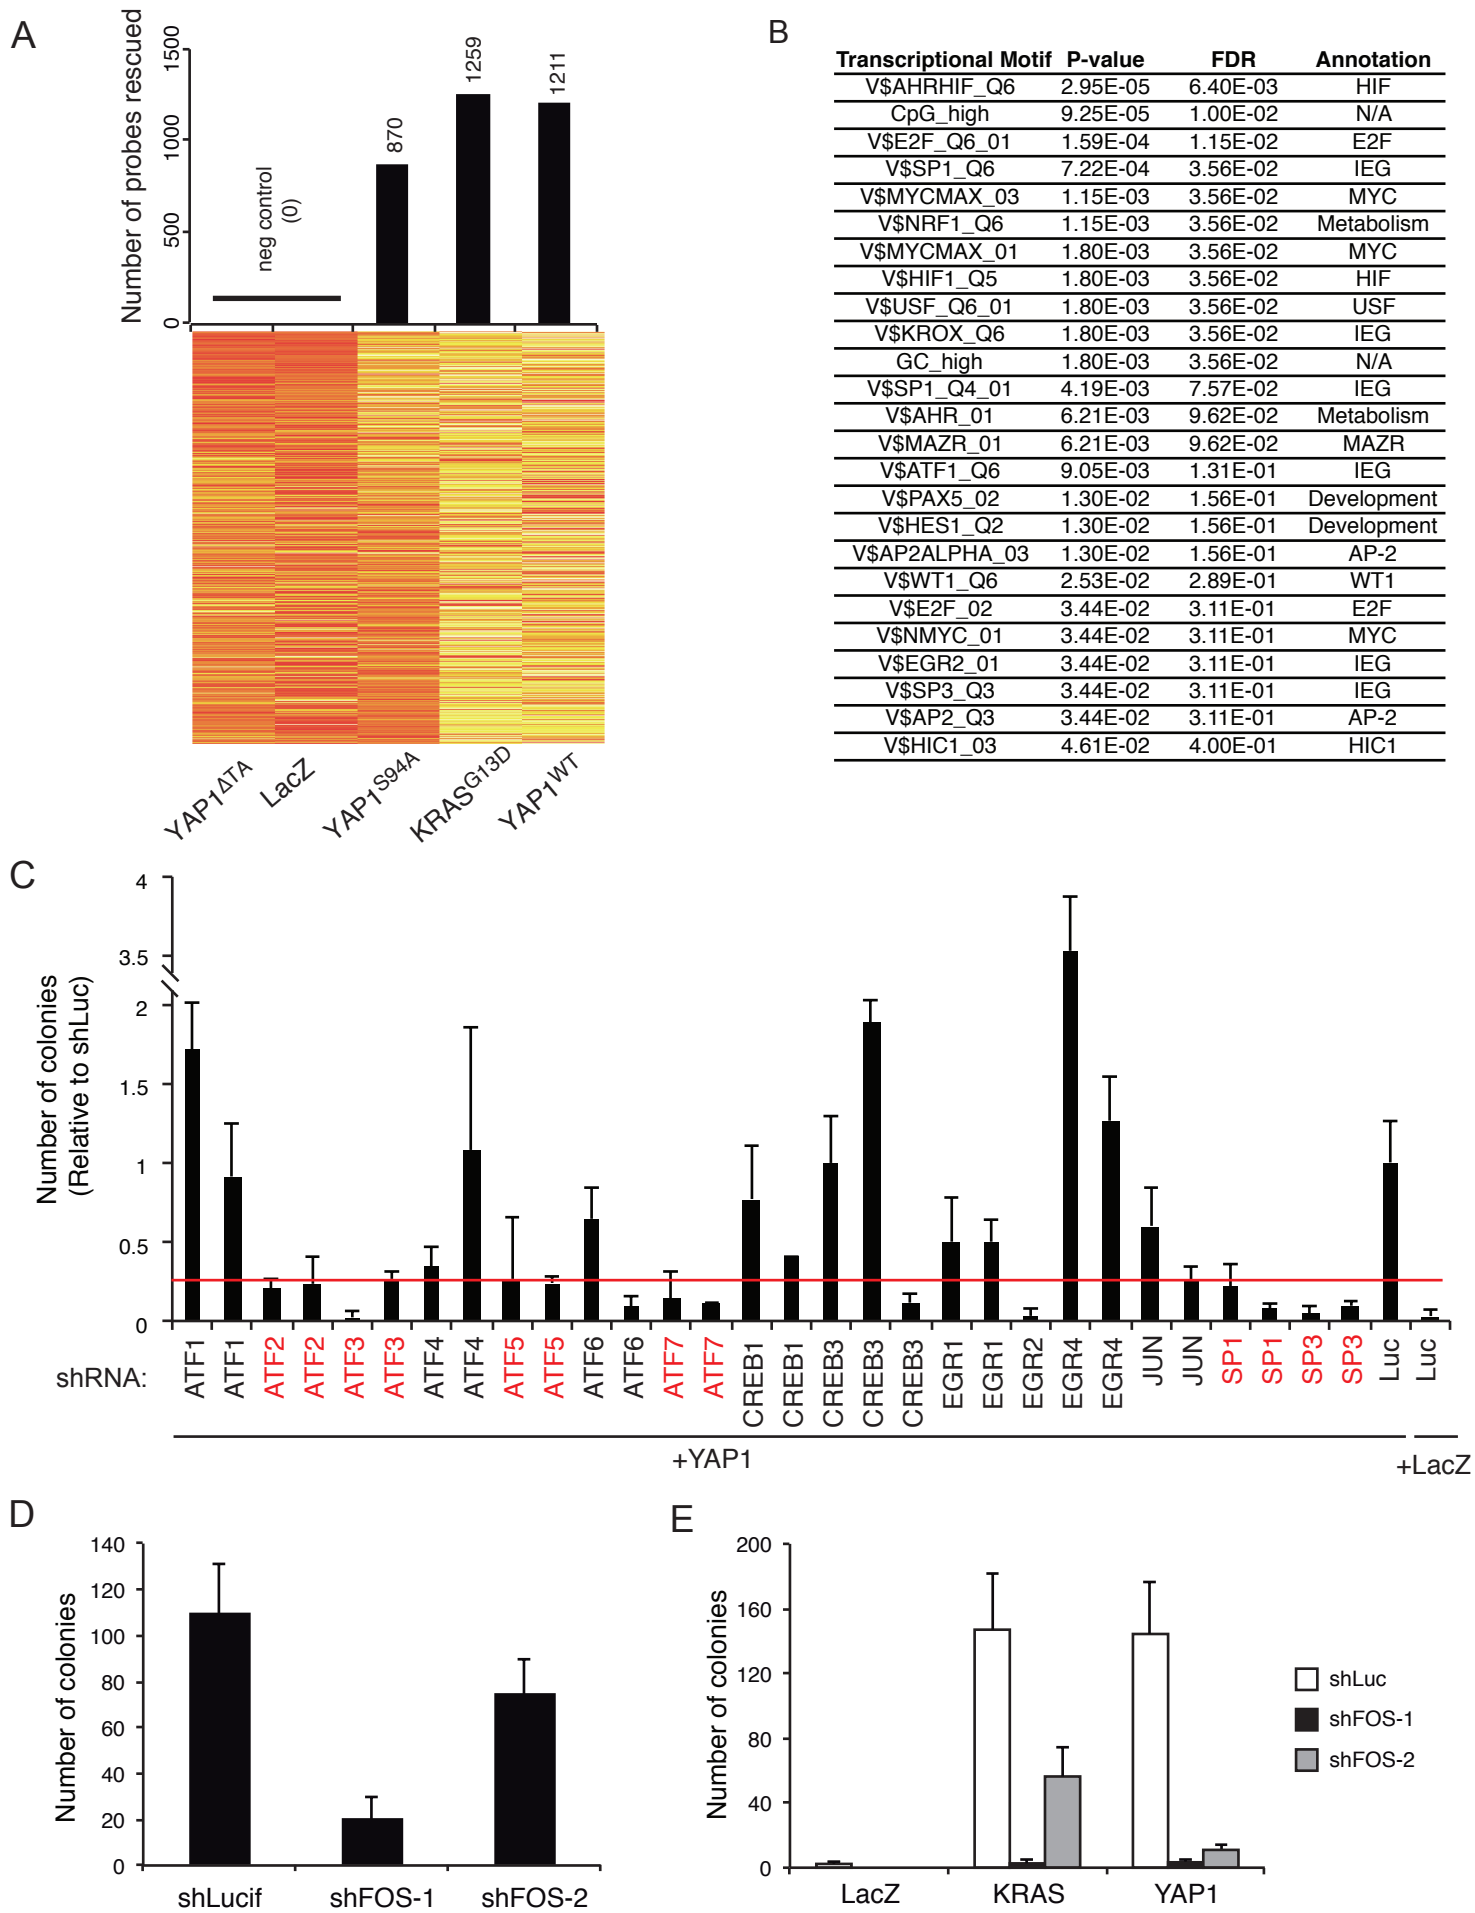 A
Number of probes rescued
0
500
1000
1500
neg control
(0)
870
1259
1211
YAP1ΔTA
LacZ
YAP1S94A
KRASG13D
YAP1WT
B
Transcriptional Motif P-value FDR Annotation
V$AHRHIF_Q6 2.95E-05 6.40E-03 HIF
CpG_high 9.25E-05 1.00E-02 N/A
V$E2F_Q6_01 1.59E-04 1.15E-02 E2F
V$SP1_Q6 7.22E-04 3.56E-02 IEG
V$MYCMAX_03 1.15E-03 3.56E-02 MYC
V$NRF1_Q6 1.15E-03 3.56E-02 Metabolism
V$MYCMAX_01 1.80E-03 3.56E-02 MYC
V$HIF1_Q5 1.80E-03 3.56E-02 HIF
V$USF_Q6_01 1.80E-03 3.56E-02 USF
V$KROX_Q6 1.80E-03 3.56E-02 IEG
GC_high 1.80E-03 3.56E-02 N/A
V$SP1_Q4_01 4.19E-03 7.57E-02 IEG
V$AHR_01 6.21E-03 9.62E-02 Metabolism
V$MAZR_01 6.21E-03 9.62E-02 MAZR
V$ATF1_Q6 9.05E-03 1.31E-01 IEG
V$PAX5_02 1.30E-02 1.56E-01 Development
V$HES1_Q2 1.30E-02 1.56E-01 Development
V$AP2ALPHA_03 1.30E-02 1.56E-01 AP-2
V$WT1_Q6 2.53E-02 2.89E-01 WT1
V$E2F_02 3.44E-02 3.11E-01 E2F
V$NMYC_01 3.44E-02 3.11E-01 MYC
V$EGR2_01 3.44E-02 3.11E-01 IEG
V$SP3_Q3 3.44E-02 3.11E-01 IEG
V$AP2_Q3 3.44E-02 3.11E-01 AP-2
V$HIC1_03 4.61E-02 4.00E-01 HIC1
C
Number of colonies
(Relative to shLuc)
4
3.5
2
1.5
1
0.5
0
shRNA: ATF1 ATF1 ATF2 ATF2 ATF3 ATF3 ATF4 ATF4 ATF5 ATF5 ATF6 ATF6 ATF7 ATF7 CREB1 CREB1 CREB3 CREB3 CREB3 EGR1 EGR1 EGR2 EGR4 EGR4 JUN JUN SP1 SP1 SP3 SP3 Luc Luc
+YAP1
+LacZ
D
Number of colonies
140
120
100
80
60
40
20
0
shLucif shFOS-1 shFOS-2
E
Number of colonies
200
160
120
80
40
0
LacZ KRAS YAP1
shLuc
shFOS-1
shFOS-2